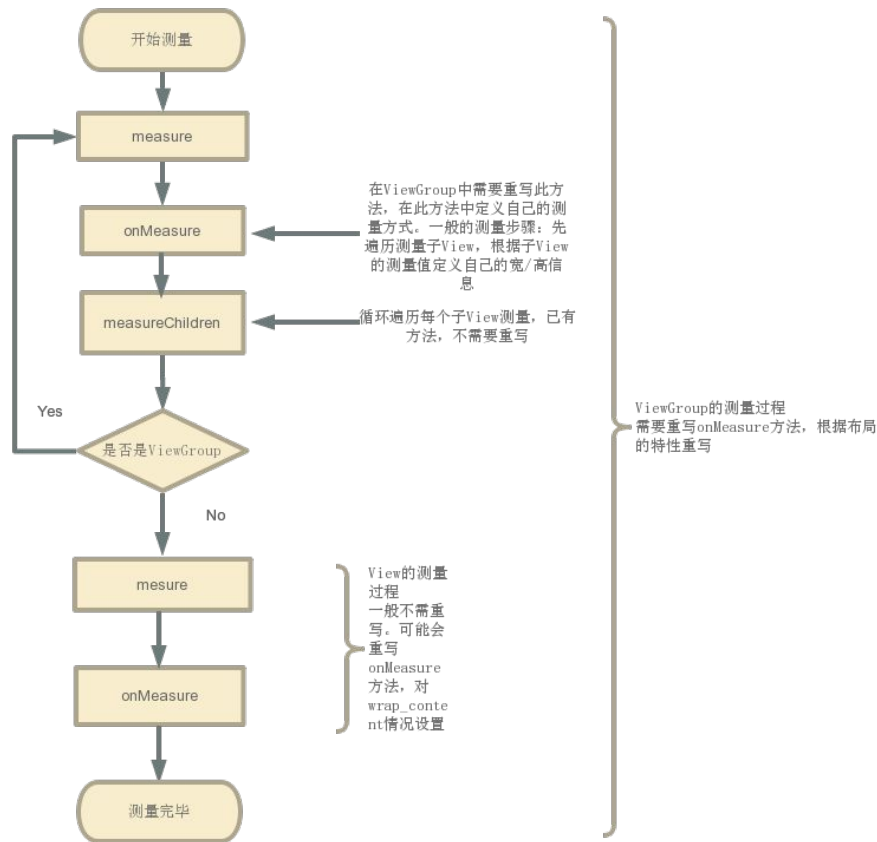 开始测量
measure
onMeasure
在ViewGroup中需要重写此方
法，在此方法中定义自己的测
量方式。一般的测量步骤：先
遍历测量子View，根据子View
的测量值定义自己的宽/高信
息
measureChildren
循环遍历每个子View测量，已有
方法，不需要重写
Yes
是否是ViewGroup
No
ViewGroup的测量过程
需要重写onMeasure方法，根据布局
的特性重写
mesure
onMeasure
View的测量
过程
一般不需重
写。可能会
重写
onMeasure
方法，对
wrap_conte
nt情况设置
测量完毕